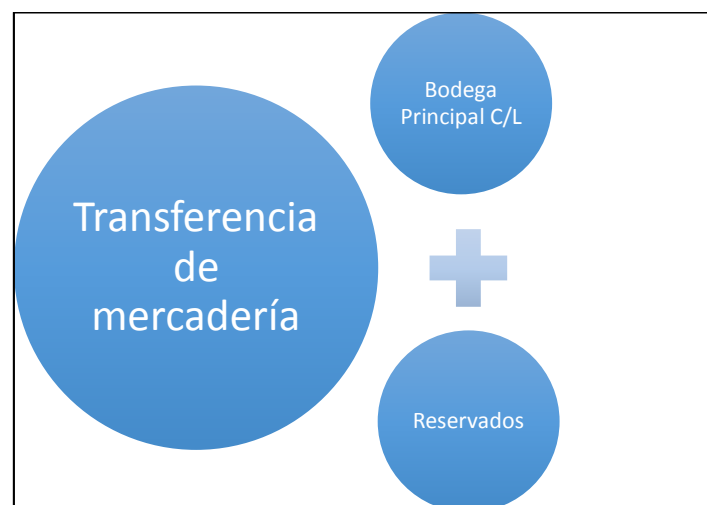 Transferencia
de
mercadería
Bodega
Principal C/L
Reservados